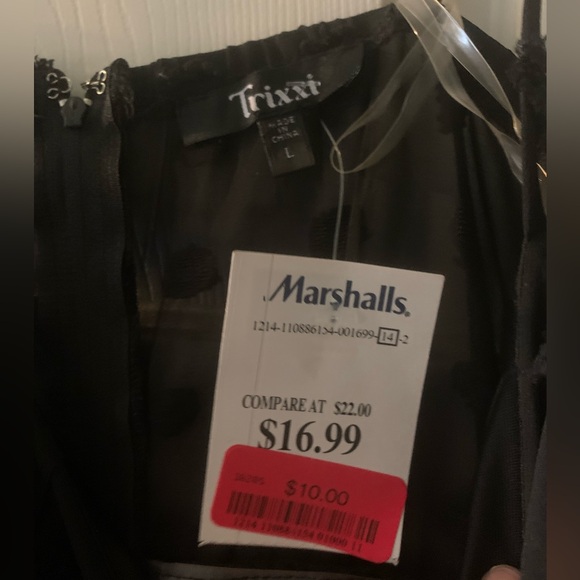 Trixxi
MADE
IN
CHINA
L
Marshalls.
1214-110886154-001699-14-2
COMPARE AT $22.00
$16.99
$10.00